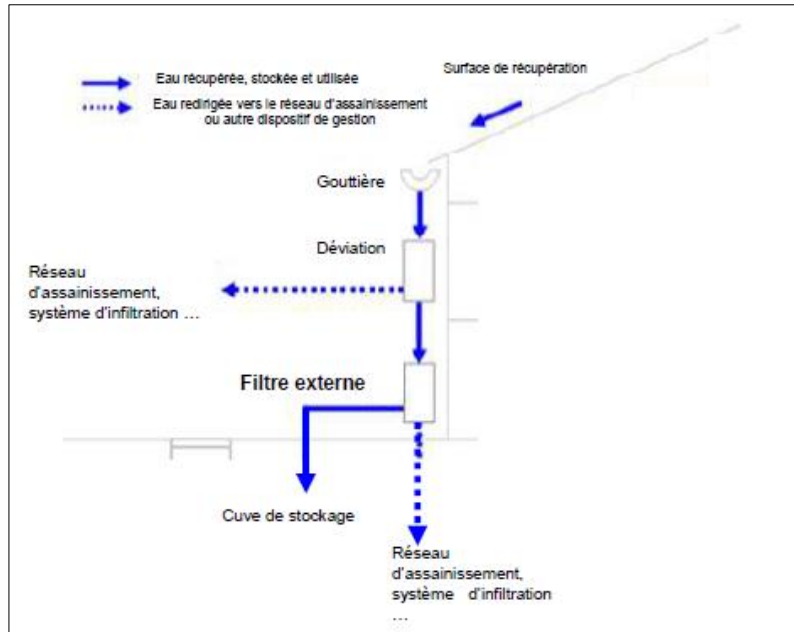 Eau récupérée, stockée et utilisée
Eau redirigée vers le réseau d'assainissement
ou autre dispositif de gestion
Surface de récupération
Gouttière
Déviation
Réseau
d'assainissement,
système d'infiltration …
Filtre externe
Cuve de stockage
Réseau
d'assainissement,
système d'infiltration
…